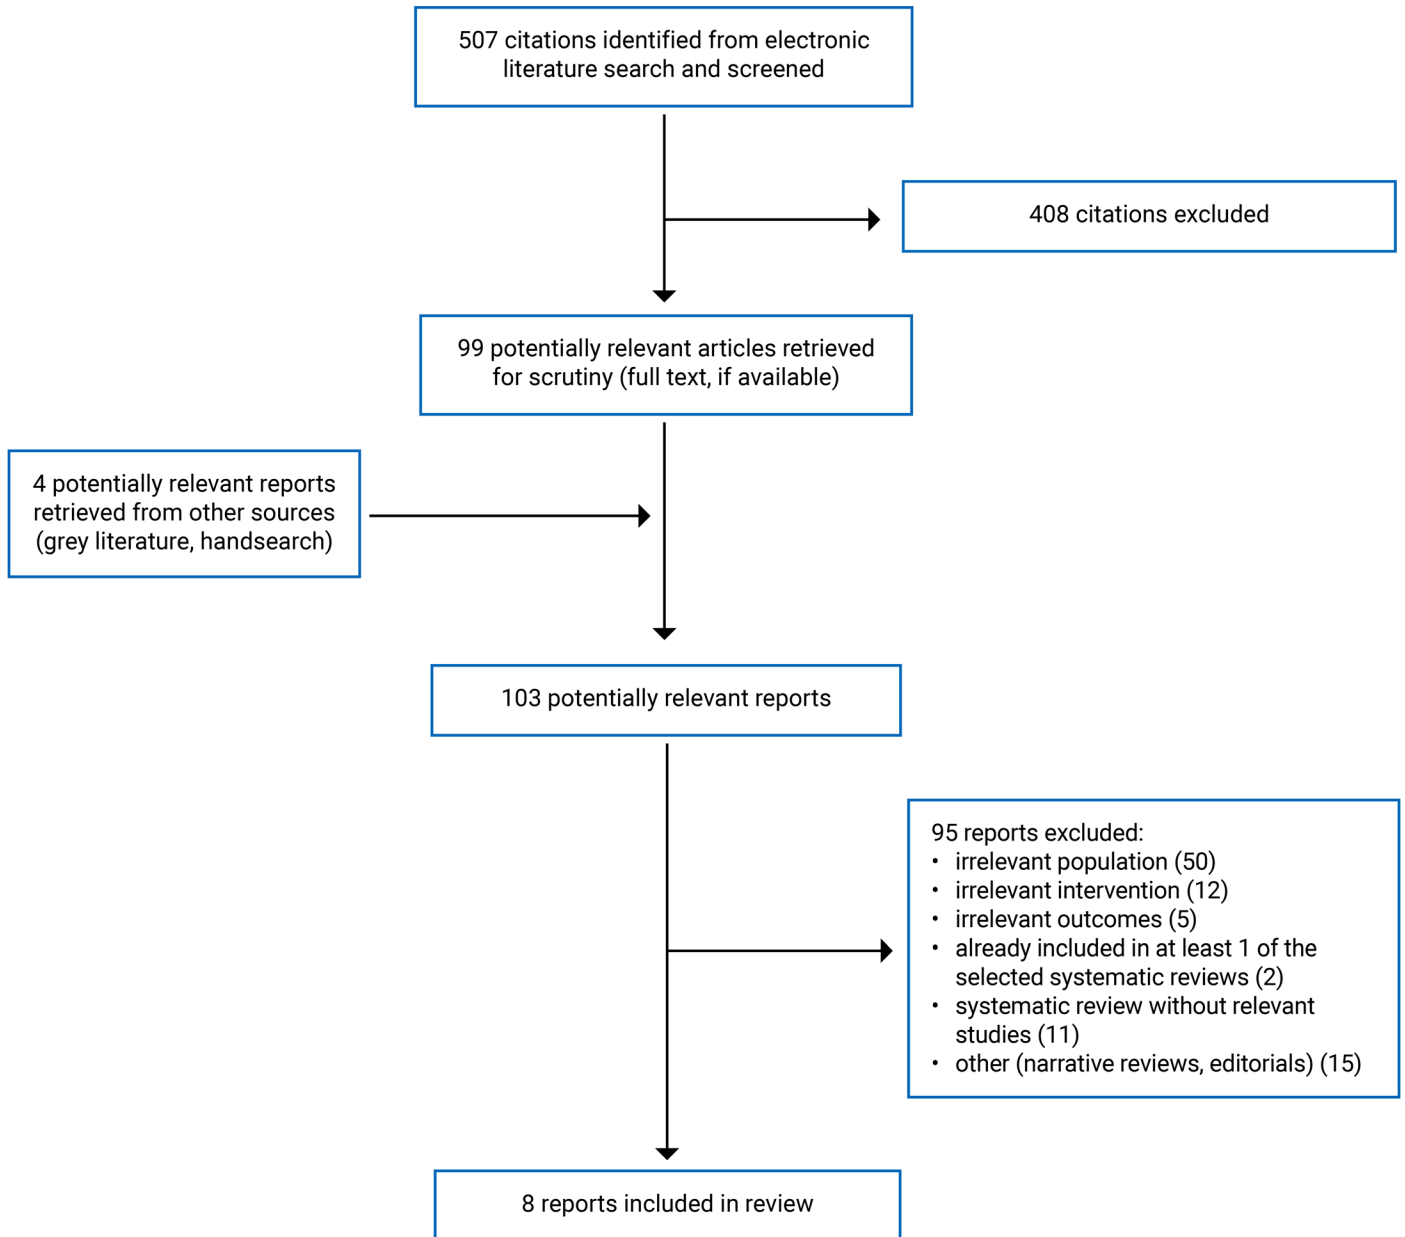 507 citations identified from electronic
literature search and screened
408 citations excluded
99 potentially relevant articles retrieved
for scrutiny (full text, if available)
4 potentially relevant reports
retrieved from other sources
(grey literature, handsearch)
103 potentially relevant reports
95 reports excluded:
• irrelevant population (50)
• irrelevant intervention (12)
• irrelevant outcomes (5)
• already included in at least 1 of the
selected systematic reviews (2)
• systematic review without relevant
studies (11)
• other (narrative reviews, editorials) (15)
8 reports included in review